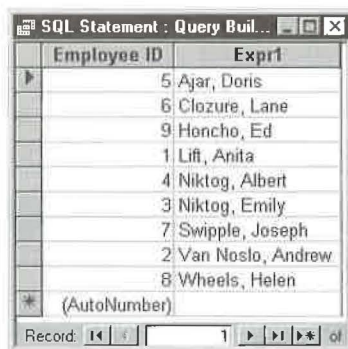 SQL Statement : Query Buil...
Employee ID Expr1
5 Ajar, Doris
6 Clozure, Lane
9 Honcho, Ed
1 Lift, Anita
4 Niktog, Albert
3 Niktog, Emily
7 Swipple, Joseph
2 Van Noslo, Andrew
8 Wheels, Helen
(AutoNumber)
Record: 1 of